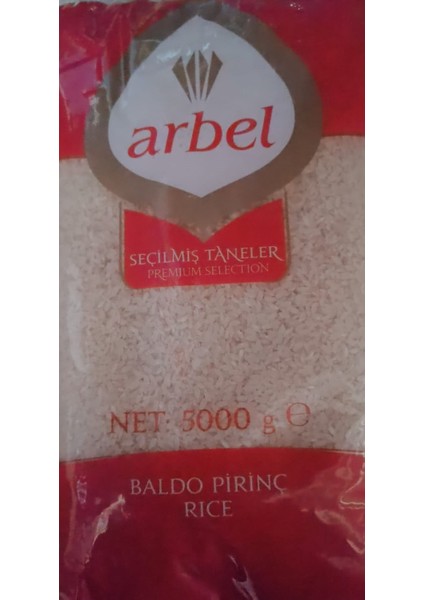 arbel
SEÇİLMİŞ TANELER
PREMIUM SELECTION
NET: 5000 g ℮
BALDO PİRİNÇ
RICE